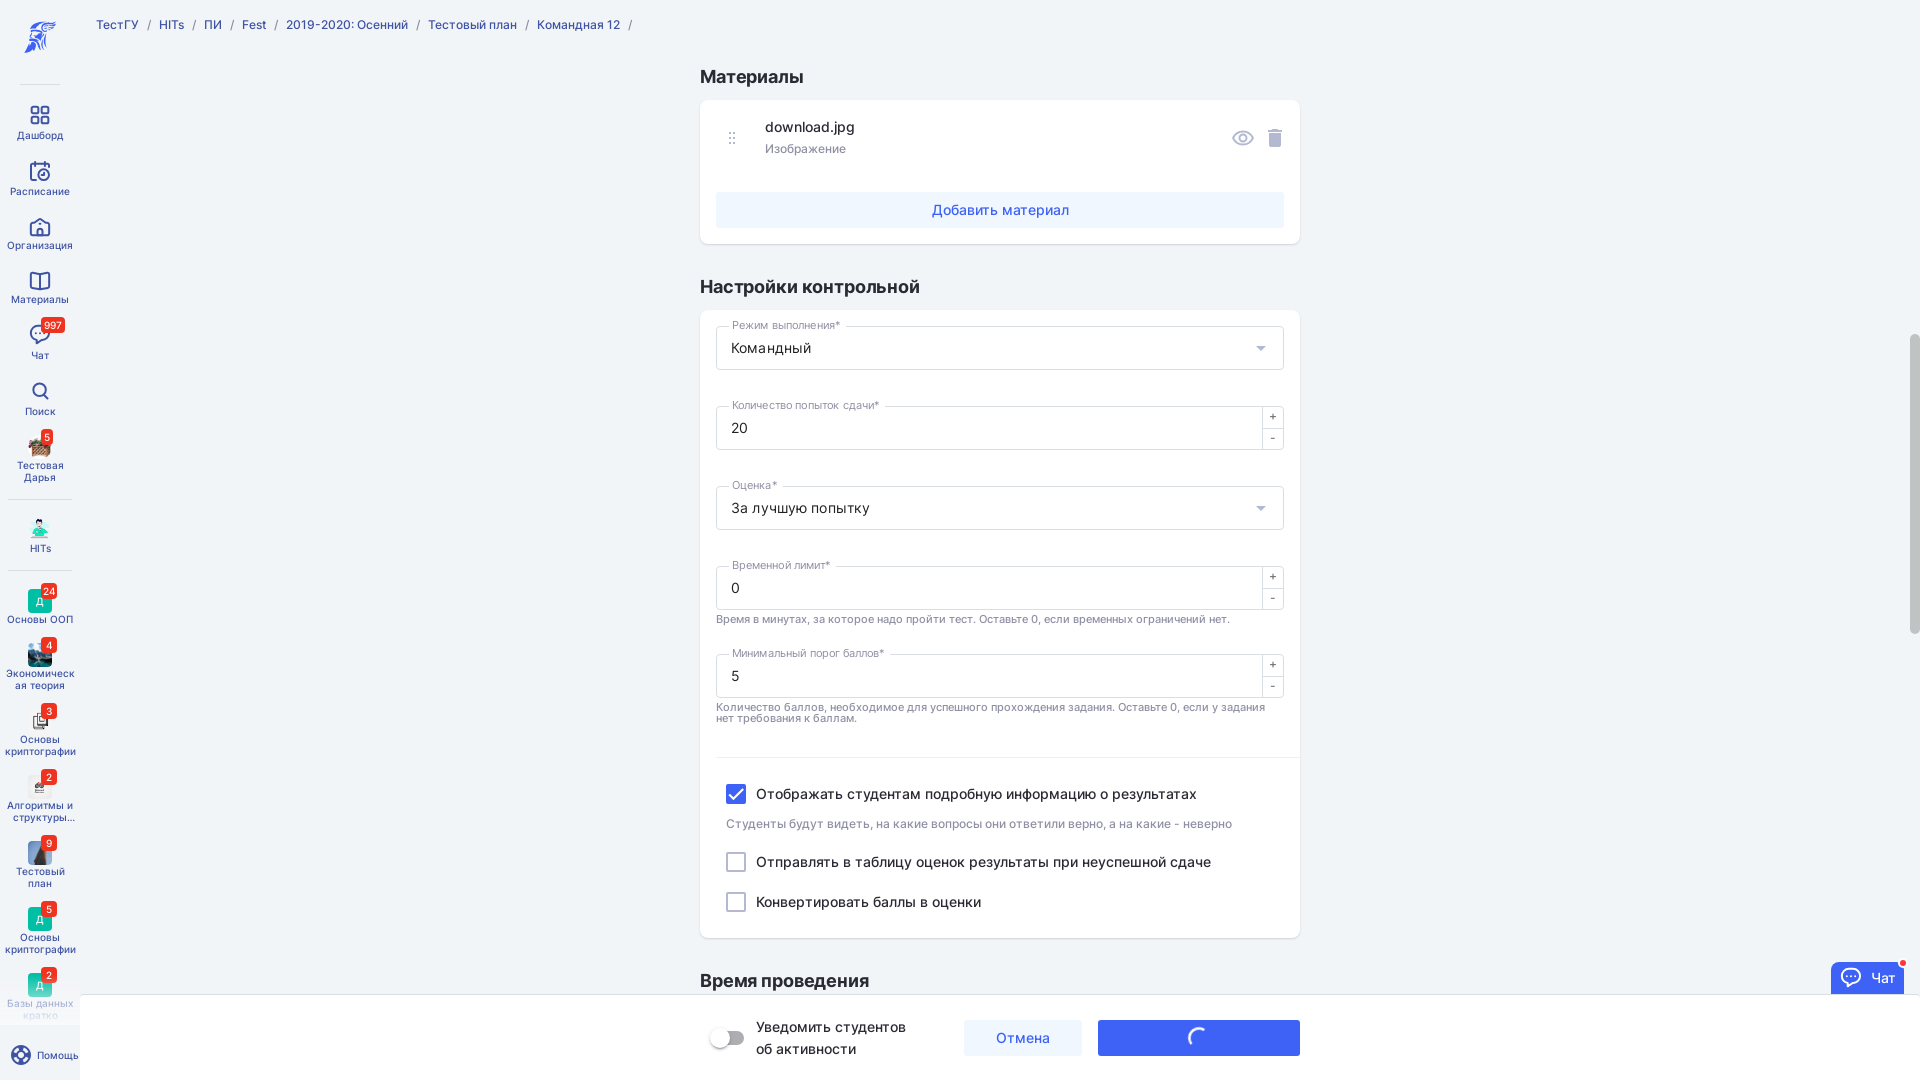 ТестГУ / HITs / ПИ / Fest / 2019-2020: Осенний / Тестовый план / Командная 12 /
Дашборд
Расписание
Организация
Материалы
997
Чат
Поиск
5
Тестовая
Дарья
HITs
24
Д
Основы ООП
4
Экономическ
ая теория
3
Основы
криптографии
2
Алгоритмы и
структуры...
9
Тестовый
план
5
Д
Основы
криптографии
2
Д
Базы данных
кратко
Помощь
Материалы
download.jpg
Изображение
Добавить материал
Настройки контрольной
Режим выполнения*
Командный
Количество попыток сдачи*
20
+
-
Оценка*
За лучшую попытку
Временной лимит*
0
+
-
Время в минутах, за которое надо пройти тест. Оставьте 0, если временных ограничений нет.
Минимальный порог баллов*
5
+
-
Количество баллов, необходимое для успешного прохождения задания. Оставьте 0, если у задания
нет требования к баллам.
Отображать студентам подробную информацию о результатах
Студенты будут видеть, на какие вопросы они ответили верно, а на какие - неверно
Отправлять в таблицу оценок результаты при неуспешной сдаче
Конвертировать баллы в оценки
Время проведения
Чат
Уведомить студентов
об активности
Отмена